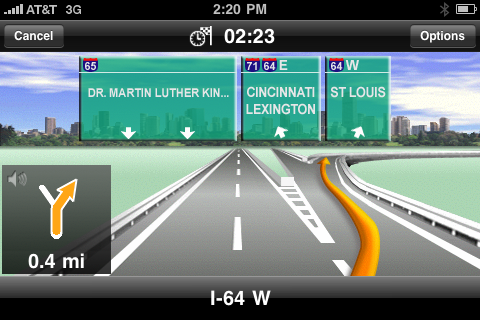 AT&T 3G 2:20 PM
Cancel 02:23 Options
65
DR. MARTIN LUTHER KIN...
71 64 E
CINCINNATI
LEXINGTON
64 W
ST LOUIS
0.4 mi
I-64 W